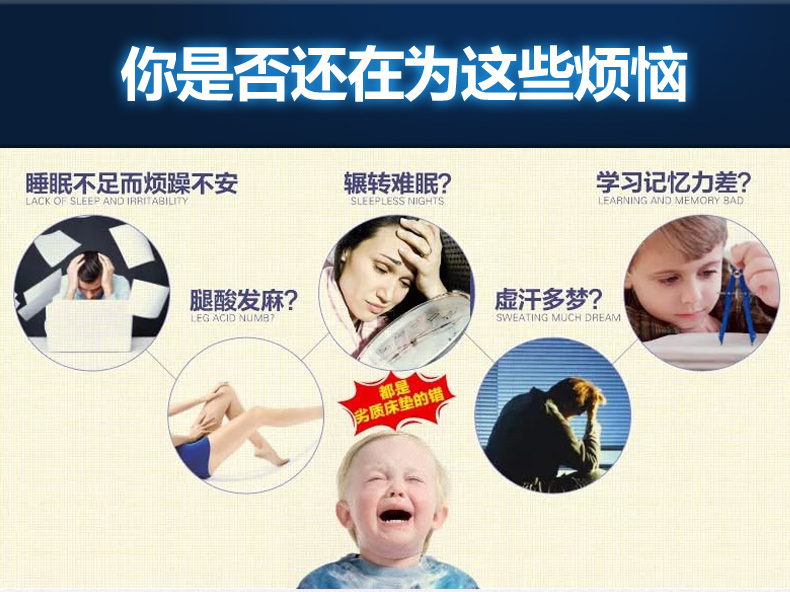 你是否还在为这些烦恼
睡眠不足而烦躁不安
LACK OF SLEEP AND IRRITABILITY
辗转难眠?
SLEEPLESS NIGHTS
学习记忆力差?
LEARNING AND MEMORY BAD
腿酸发麻?
LEG ACID NUMB?
虚汗多梦?
SWEATING MUCH DREAM
都是
劣质床垫的错